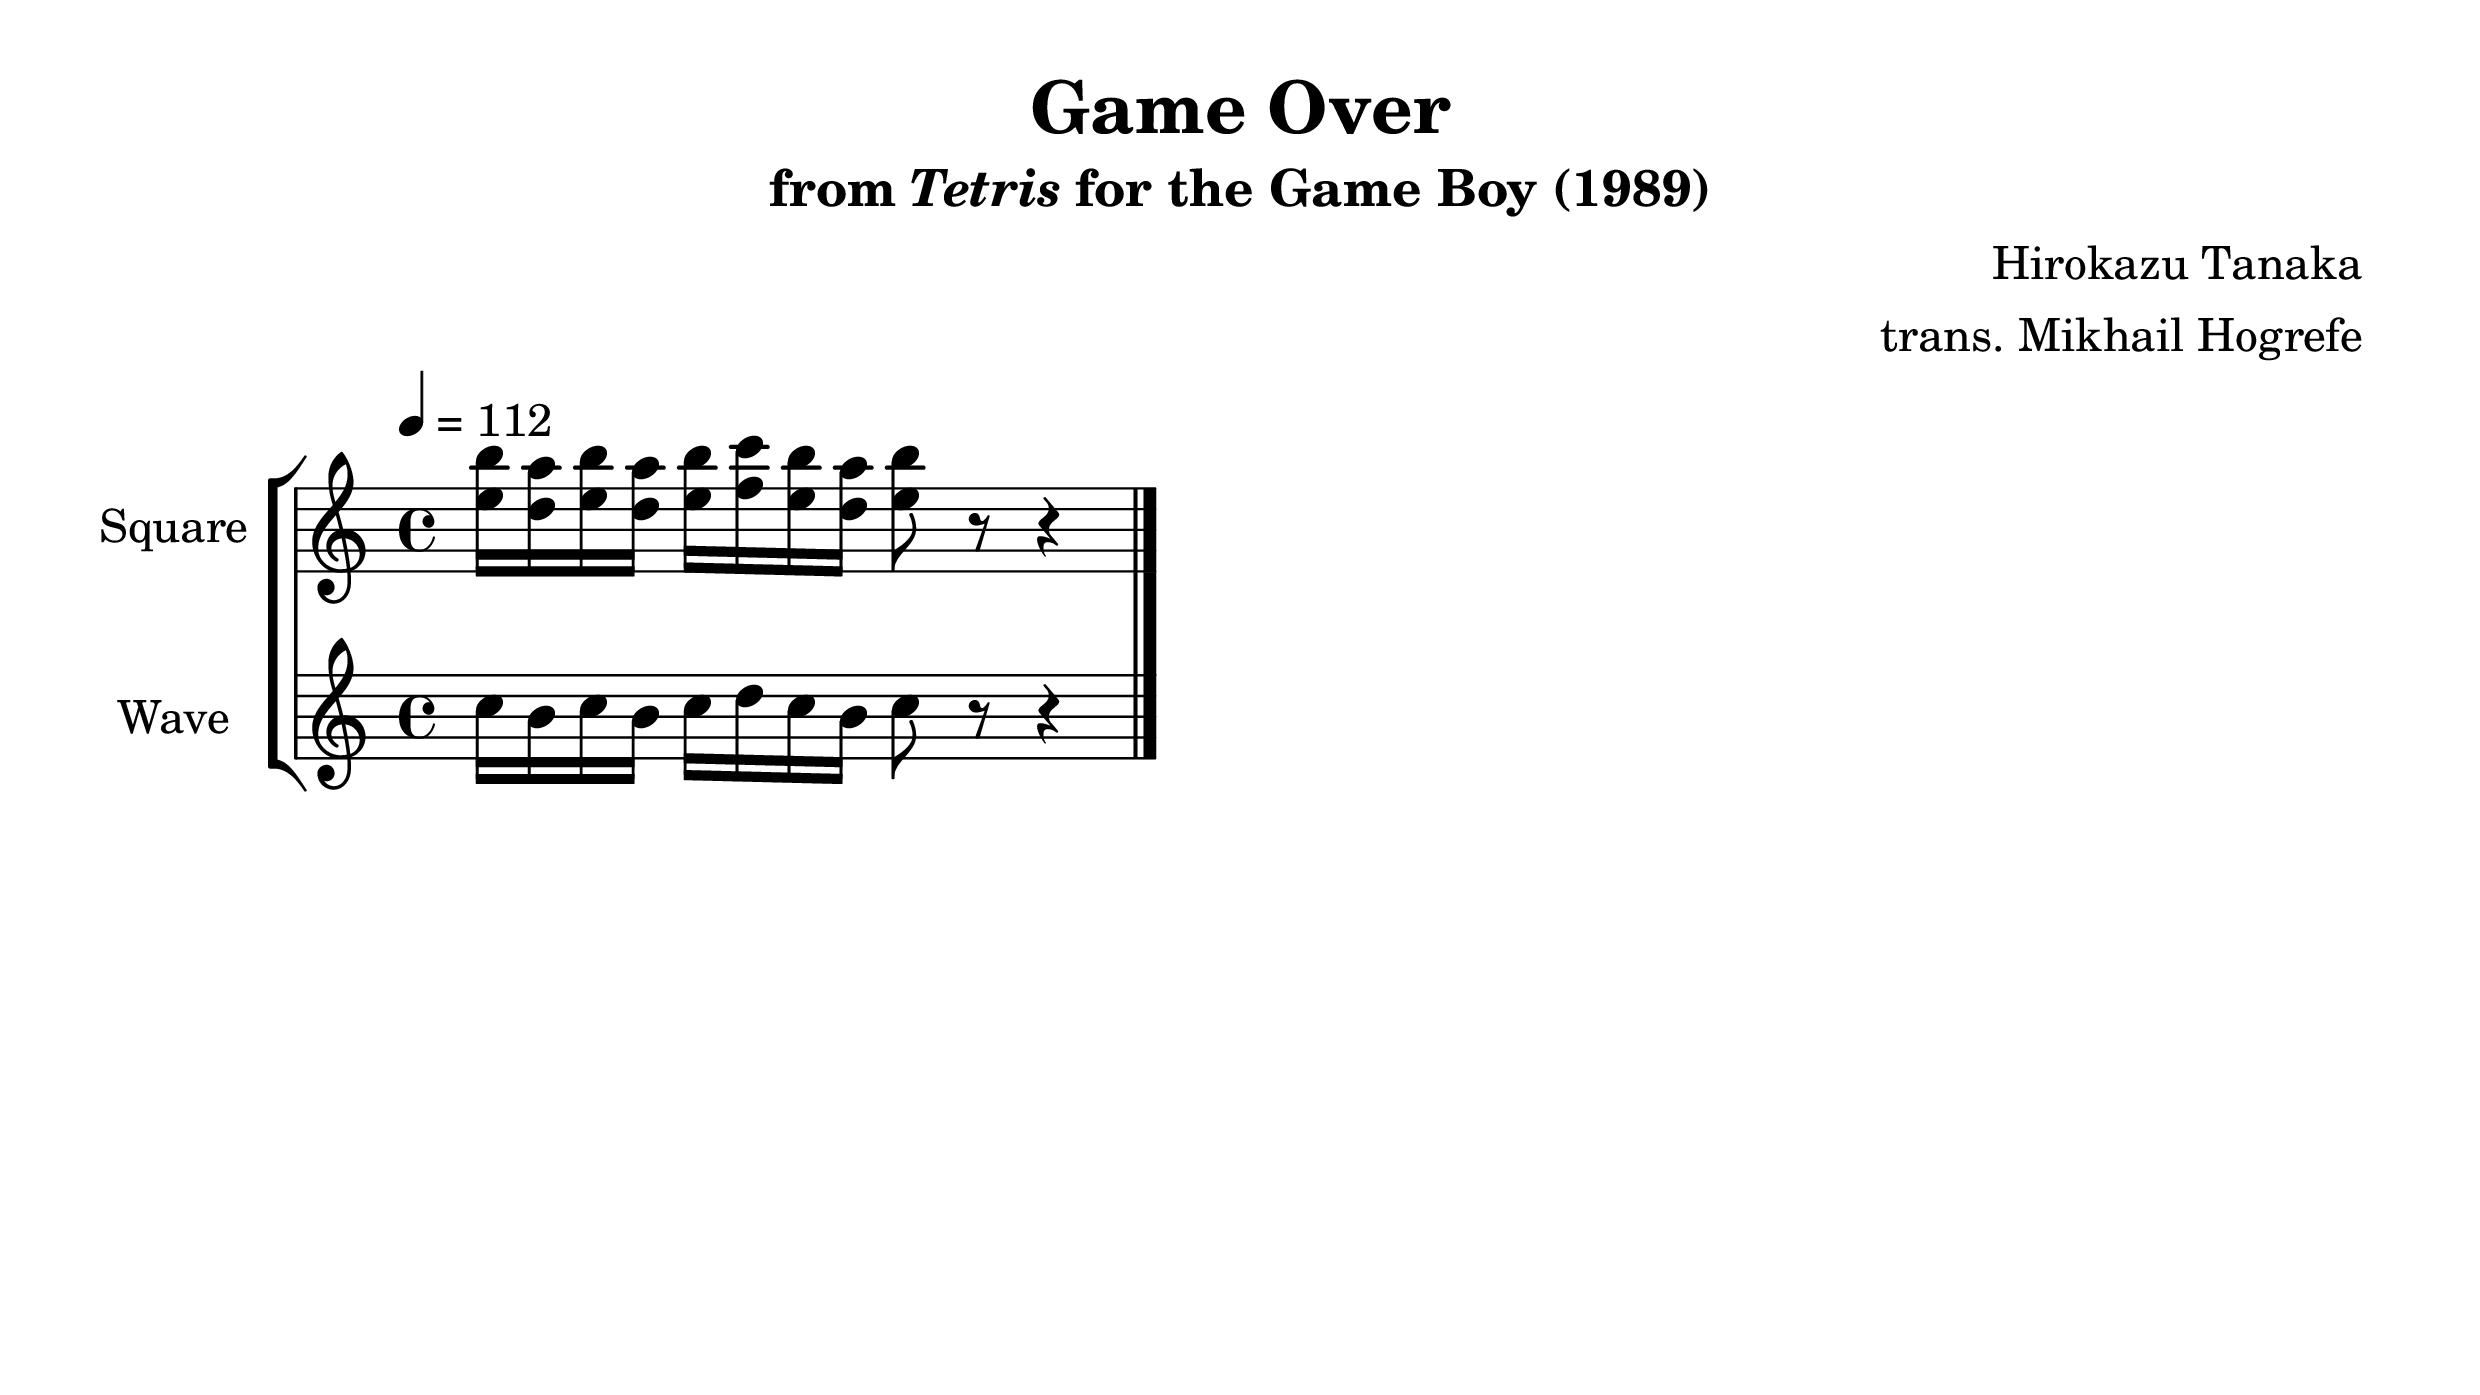 Game Over
from Tetris for the Game Boy (1989)
Hirokazu Tanaka
trans. Mikhail Hogrefe
= 112
Square
Wave